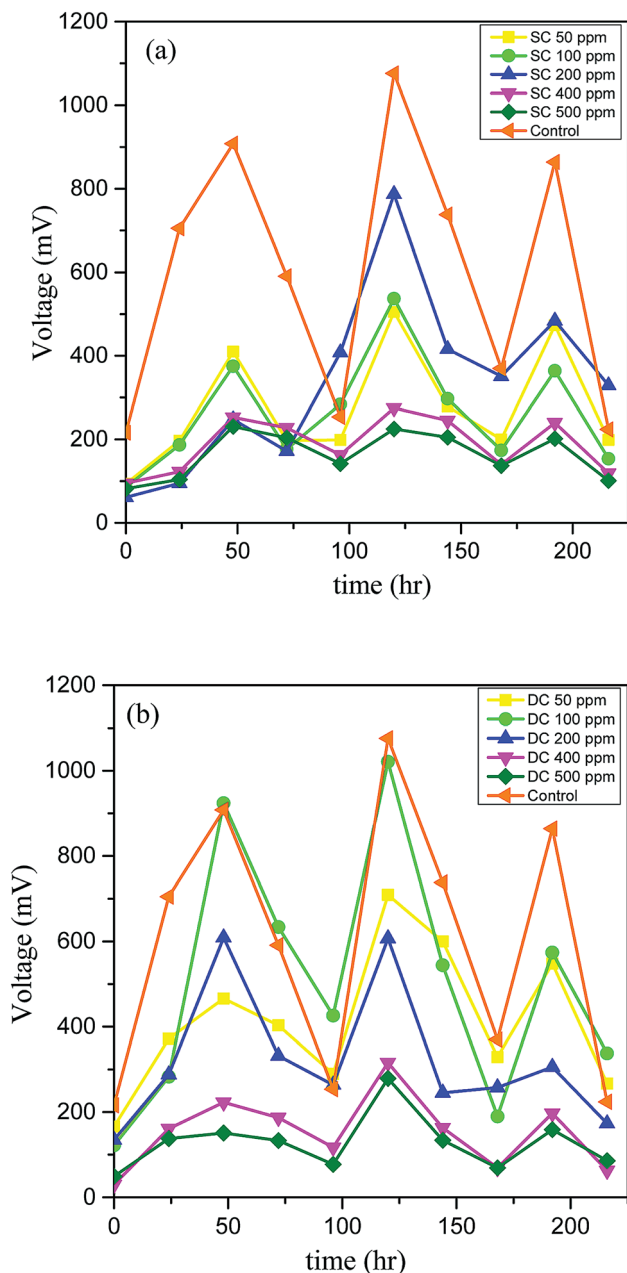 (a)
SC 50 ppm
SC 100 ppm
SC 200 ppm
SC 400 ppm
SC 500 ppm
Control
1200
1000
800
600
400
200
0
Voltage (mV)
0 50 100 150 200
time (hr)
(b)
DC 50 ppm
DC 100 ppm
DC 200 ppm
DC 400 ppm
DC 500 ppm
Control
1200
1000
800
600
400
200
0
Voltage (mV)
0 50 100 150 200
time (hr)